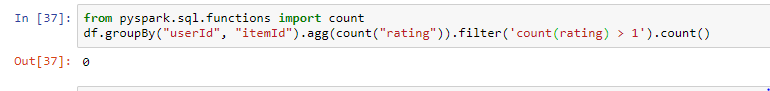 In [37]: from pyspark.sql.functions import count
df.groupBy("userId", "itemId").agg(count("rating")).filter('count(rating) > 1').count()
Out[37]: 0